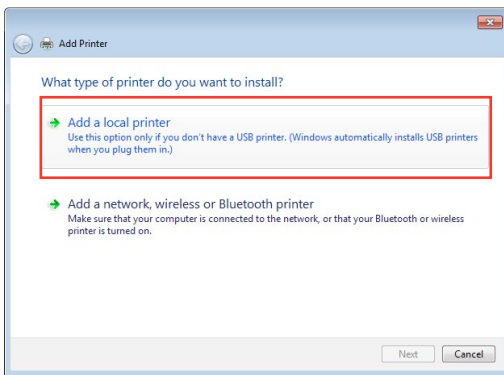 Add Printer
What type of printer do you want to install?
Add a local printer
Use this option only if you don't have a USB printer. (Windows automatically installs USB printers
when you plug them in.)
Add a network, wireless or Bluetooth printer
Make sure that your computer is connected to the network, or that your Bluetooth or wireless
printer is turned on.
Next
Cancel